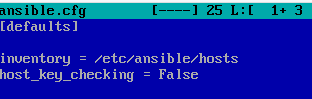 ansible.cfg [----] 25 L:[ 1+ 3
[defaults]
inventory = /etc/ansible/hosts
host_key_checking = False